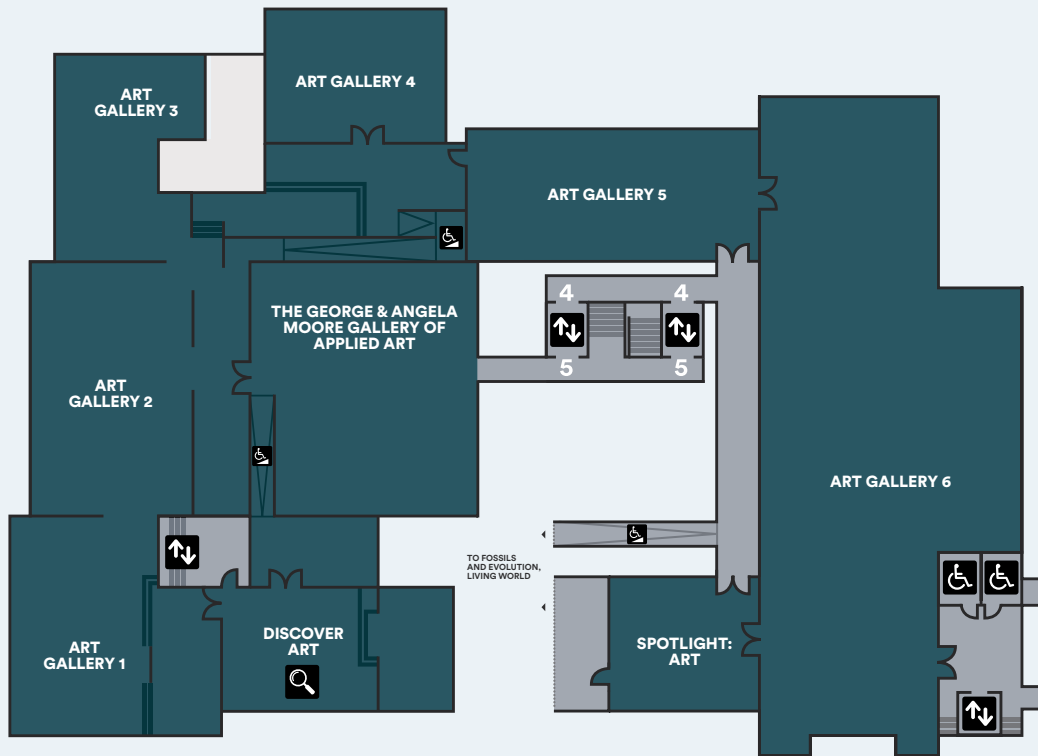 ART GALLERY 4
ART
GALLERY 3
ART GALLERY 5
4
4
THE GEORGE & ANGELA
MOORE GALLERY OF
APPLIED ART
5
5
ART
GALLERY 2
ART GALLERY 6
TO FOSSILS
AND EVOLUTION,
LIVING WORLD
DISCOVER
ART
SPOTLIGHT:
ART
ART
GALLERY 1